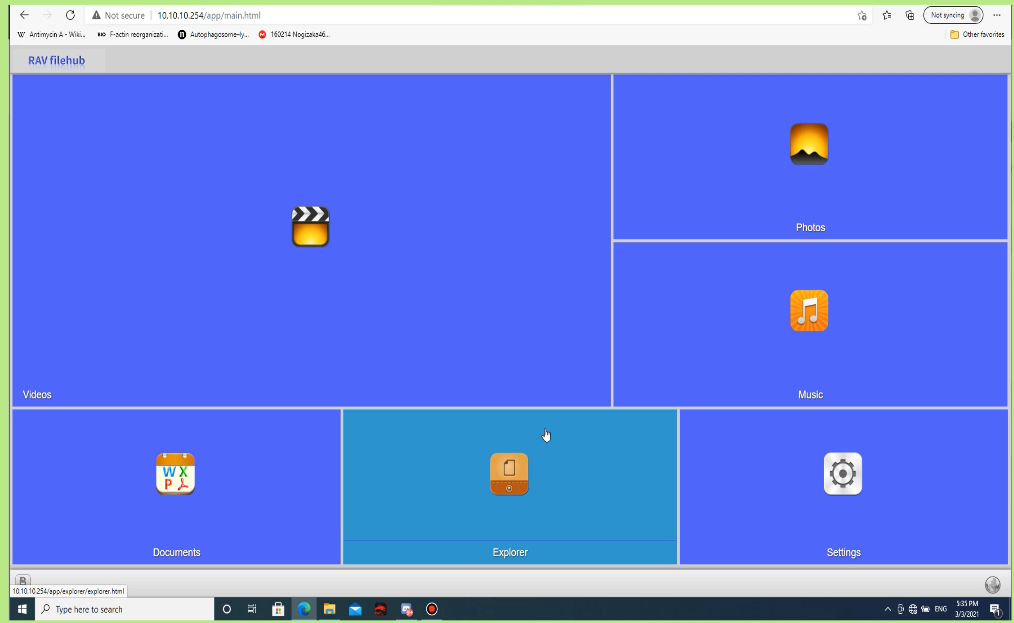 Not secure | 10.10.10.254/app/main.html
Not syncing
W Antimycin A - Wiki...
BIO F-actin reorganizati...
n Autophagosome–ly...
M 160214 Nogizaka46...
Other favorites
RAV filehub
Videos
Photos
Music
W X
P
Documents
Explorer
Settings
B
10.10.10.254/app/explorer/explorer.html
Type here to search
ENG
5:35 PM
3/3/2021
1